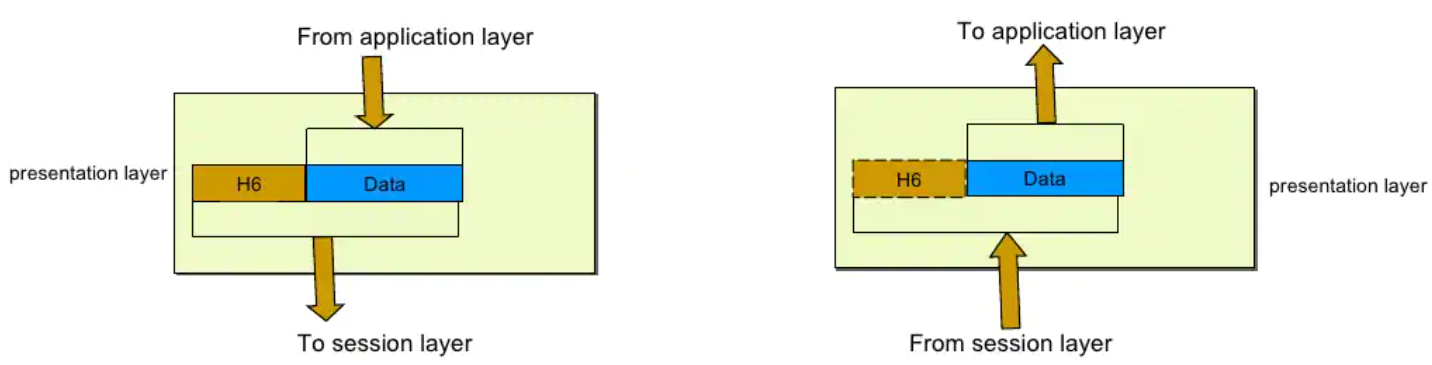 From application layer
To application layer
presentation layer
H6
Data
H6
Data
presentation layer
To session layer
From session layer